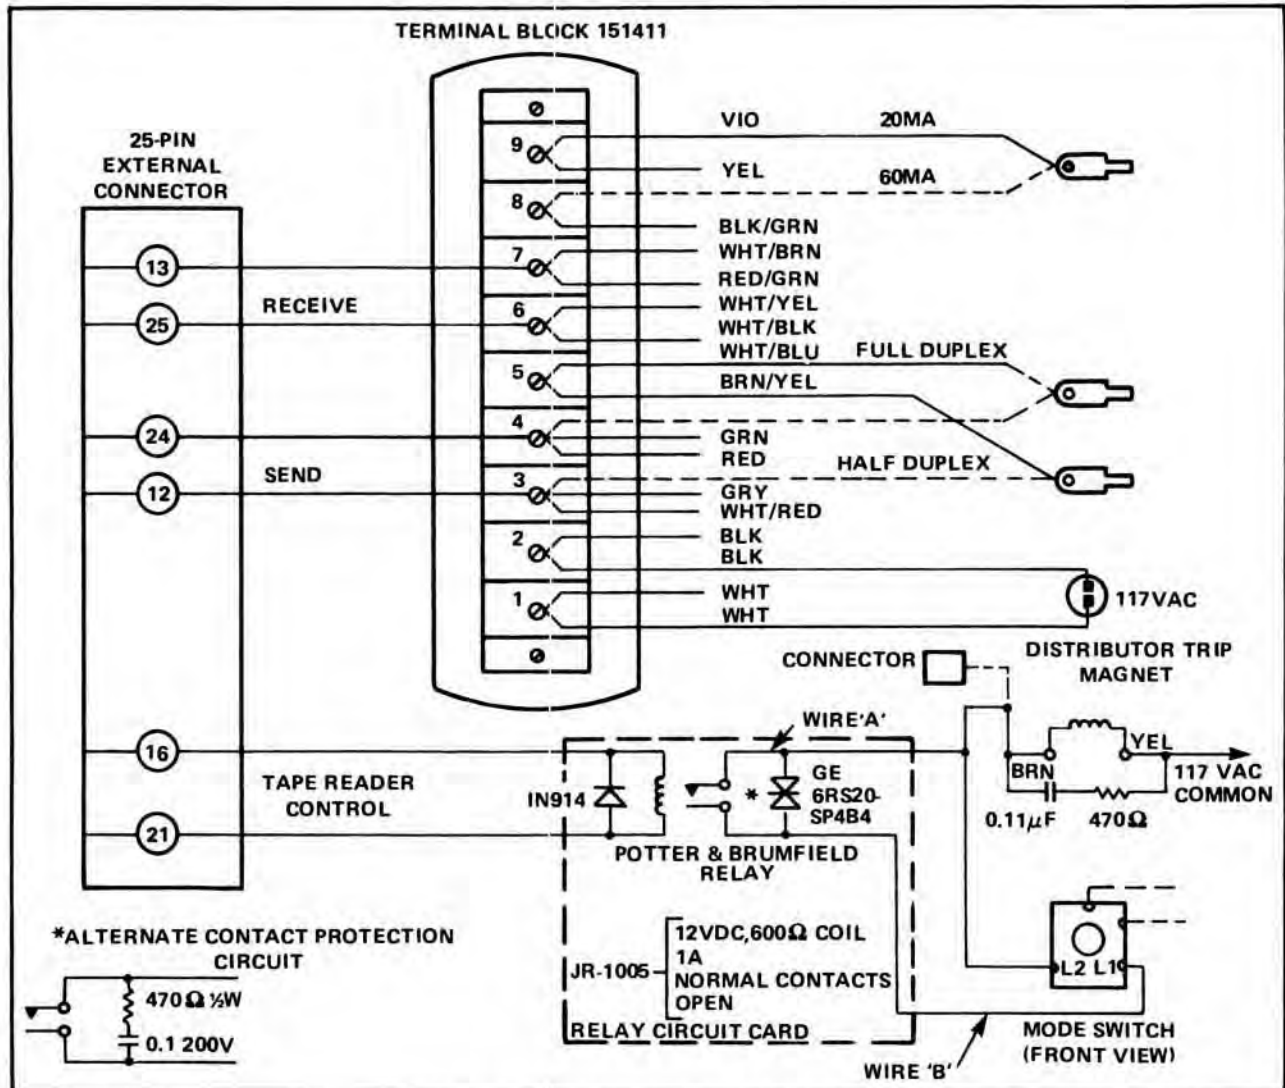 TERMINAL BLOCK 151411
25-PIN
EXTERNAL
CONNECTOR
13
25
RECEIVE
24
12
SEND
16
21
TAPE READER
CONTROL
9
8
7
6
5
4
3
2
1
VIO
20MA
YEL
60MA
BLK/GRN
WHT/BRN
RED/GRN
WHT/YEL
WHT/BLK
WHT/BLU
FULL DUPLEX
BRN/YEL
GRN
RED
HALF DUPLEX
GRY
WHT/RED
BLK
BLK
WHT
WHT
117VAC
CONNECTOR
DISTRIBUTOR TRIP
MAGNET
WIRE 'A'
YEL
BRN
117 VAC
COMMON
0.11µF
470Ω
IN914
*
GE
6RS20-
SP4B4
POTTER & BRUMFIELD
RELAY
JR-1005
12VDC,600Ω COIL
1A
NORMAL CONTACTS
OPEN
RELAY CIRCUIT CARD
L2 L1
MODE SWITCH
(FRONT VIEW)
WIRE 'B'
*ALTERNATE CONTACT PROTECTION
CIRCUIT
470Ω ½W
0.1 200V